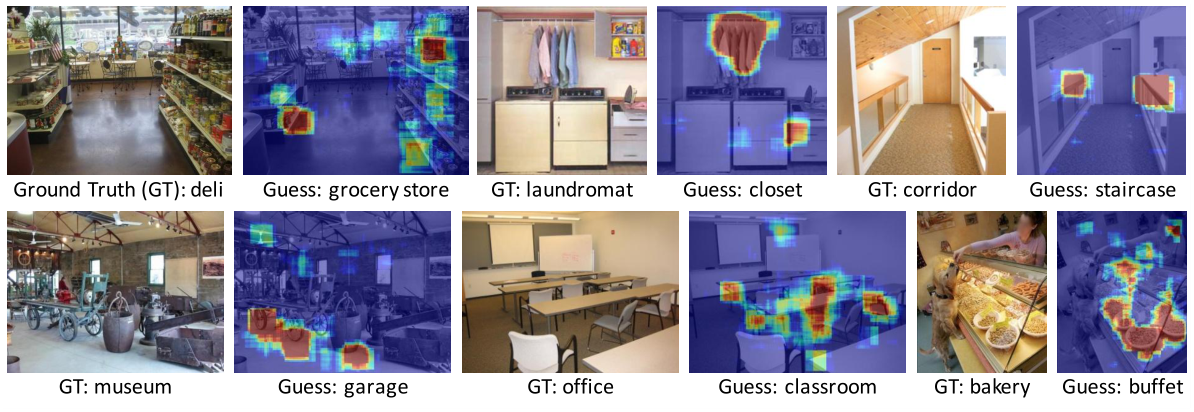 Ground Truth (GT): deli
Guess: grocery store
GT: laundromat
Guess: closet
GT: corridor
Guess: staircase
GT: museum
Guess: garage
GT: office
Guess: classroom
GT: bakery
Guess: buffet